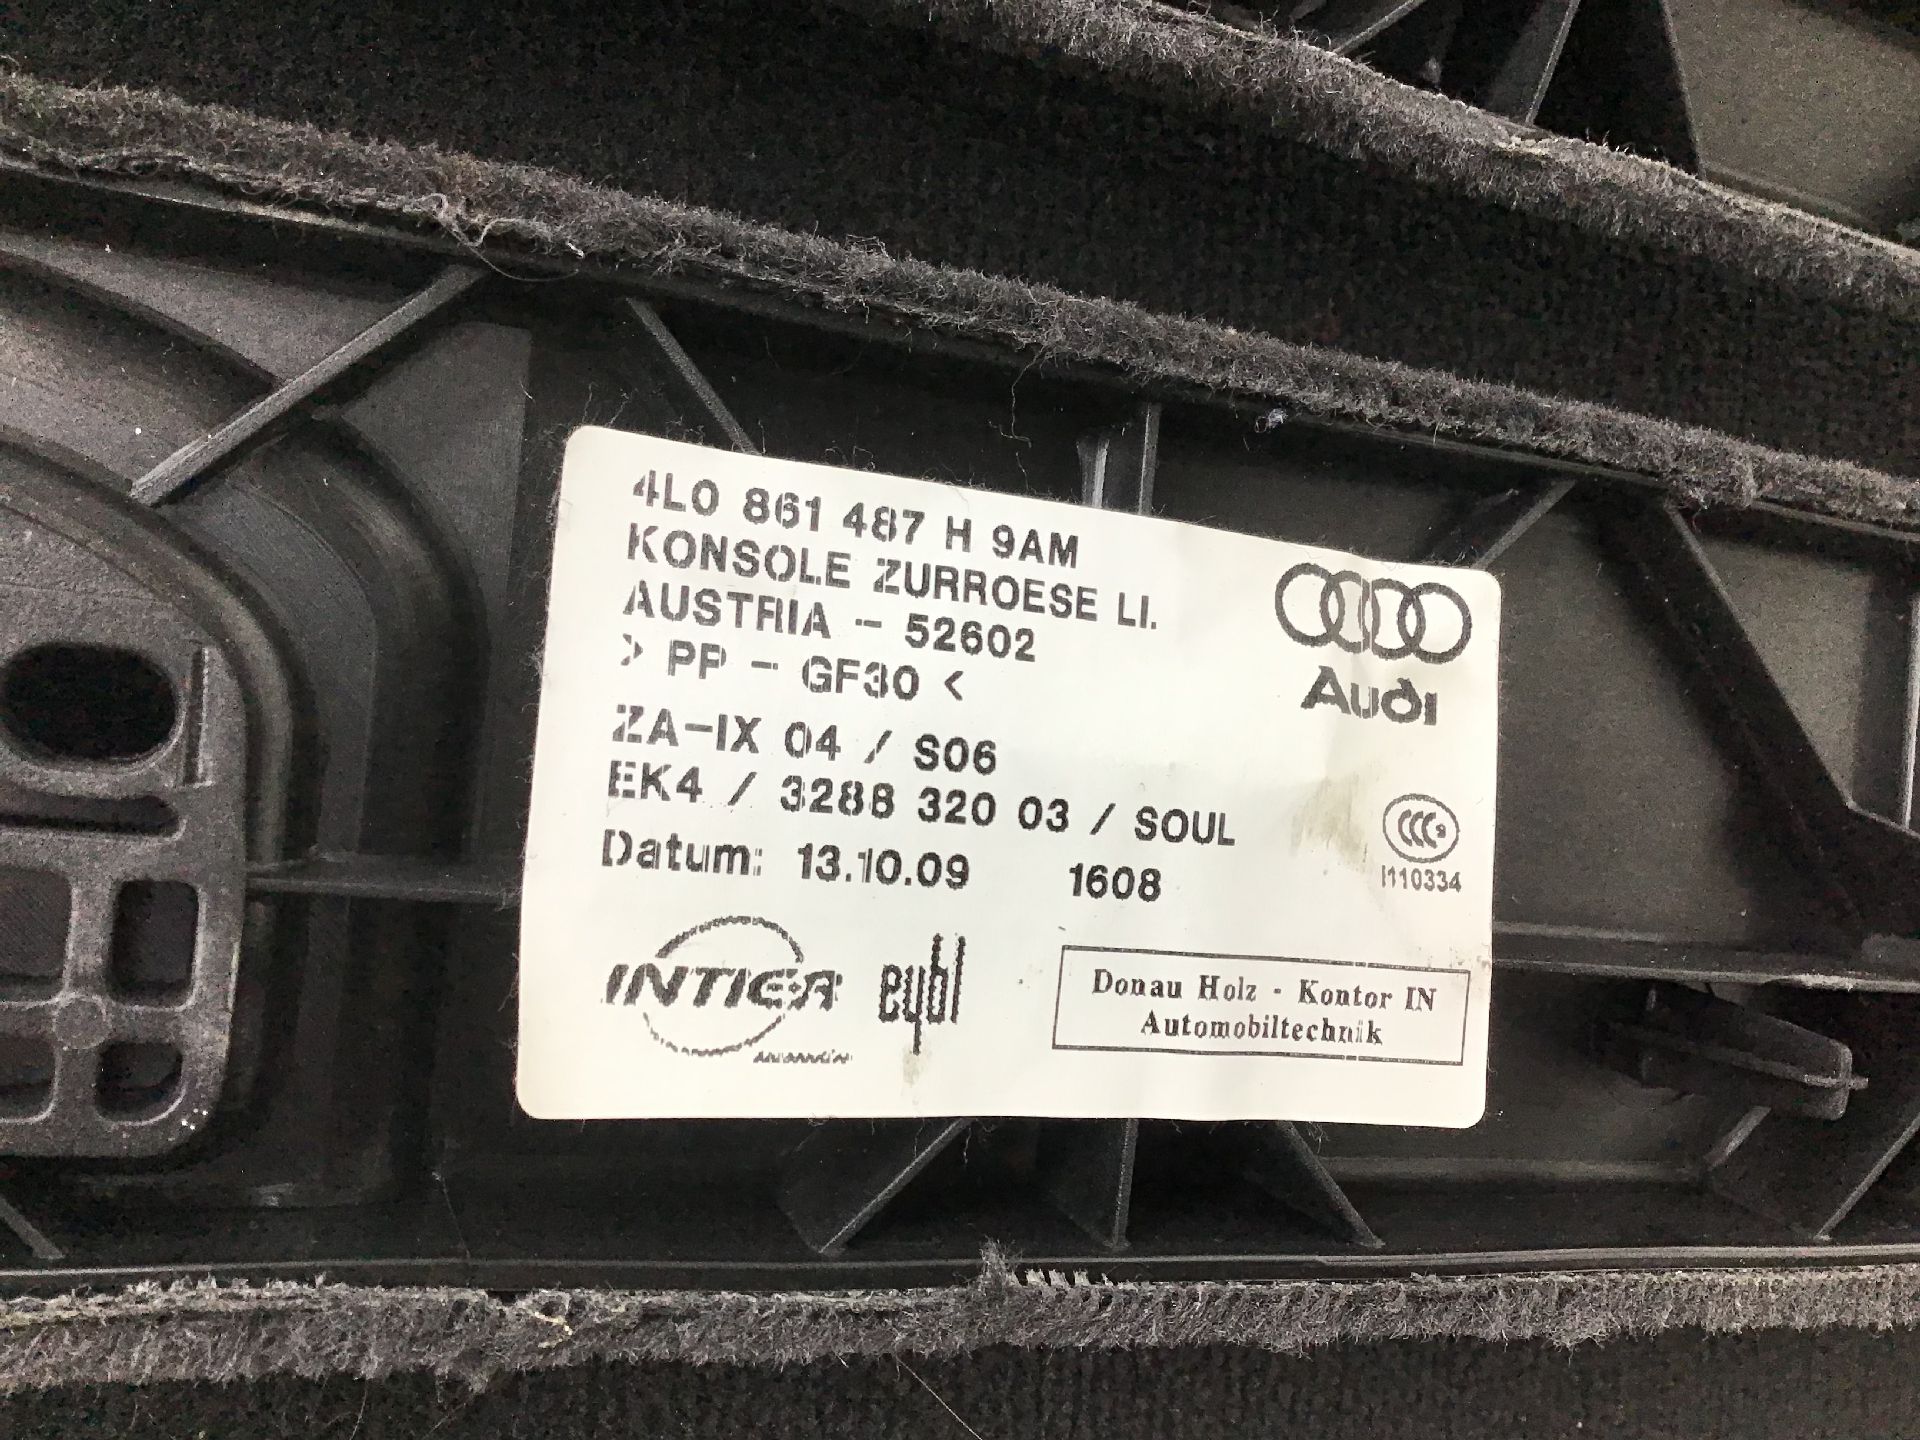 4L0 861 487 H 9AM
KONSOLE ZURROESE LI.
AUSTRIA - 52602
> PP - GF30 <
ZA-IX 04 / S06
EK4 / 3288 320 03 / SOUL
Datum: 13.10.09 1608
Audi
CCC S
I110334
INTIER
eybl
Donau Holz - Kontor IN
Automobiltechnik